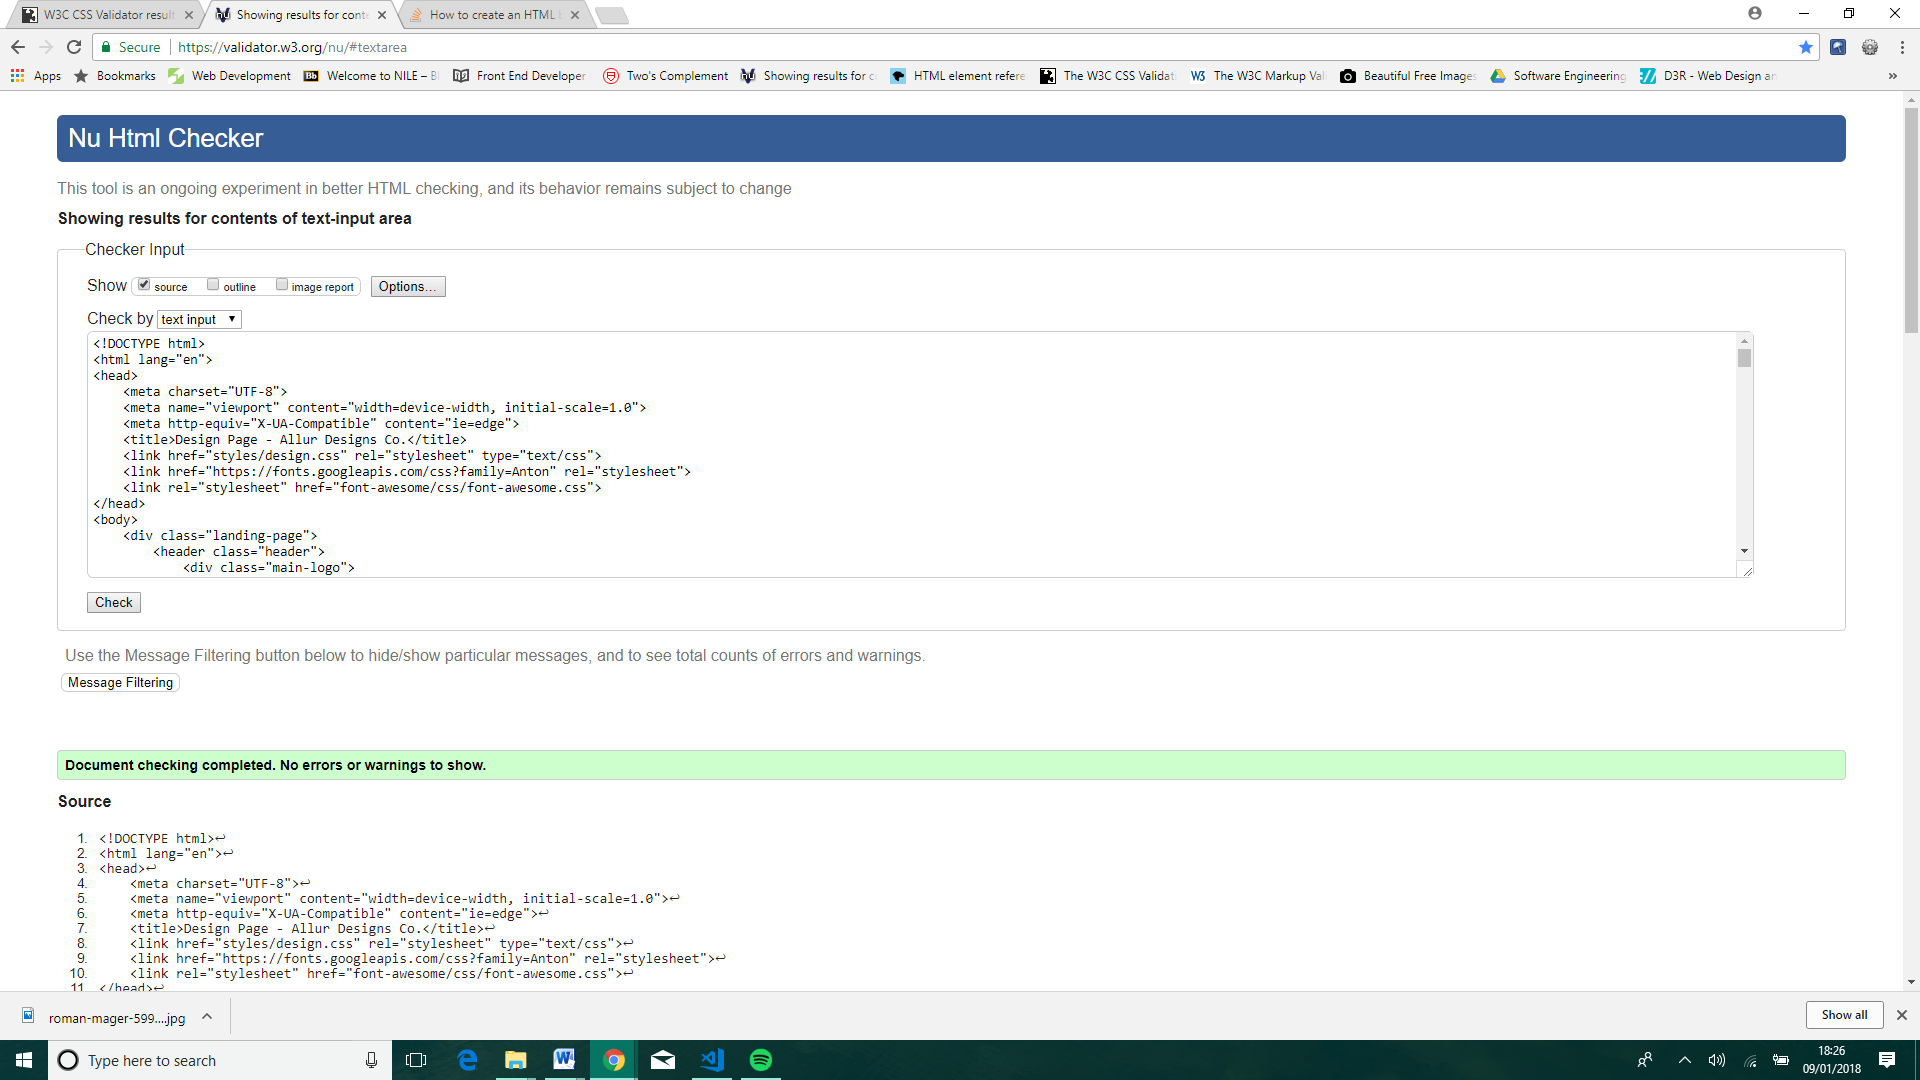 W3C CSS Validator result
Showing results for conte
How to create an HTML
Secure
https://validator.w3.org/nu/#textarea
Apps
Bookmarks
Web Development
Welcome to NILE – B
Front End Developer
Two's Complement
Showing results for c
HTML element refere
The W3C CSS Validat
The W3C Markup Val
Beautiful Free Images
Software Engineering
D3R - Web Design an
»
Nu Html Checker
This tool is an ongoing experiment in better HTML checking, and its behavior remains subject to change
Showing results for contents of text-input area
Checker Input
Show source outline image report Options...
Check by text input
<!DOCTYPE html>
<html lang="en">
<head>
<meta charset="UTF-8">
<meta name="viewport" content="width=device-width, initial-scale=1.0">
<meta http-equiv="X-UA-Compatible" content="ie=edge">
<title>Design Page - Allur Designs Co.</title>
<link href="styles/design.css" rel="stylesheet" type="text/css">
<link href="https://fonts.googleapis.com/css?family=Anton" rel="stylesheet">
<link rel="stylesheet" href="font-awesome/css/font-awesome.css">
</head>
<body>
<div class="landing-page">
<header class="header">
<div class="main-logo">
Check
Use the Message Filtering button below to hide/show particular messages, and to see total counts of errors and warnings.
Message Filtering
Document checking completed. No errors or warnings to show.
Source
1. <!DOCTYPE html>↩
2. <html lang="en">↩
3. <head>↩
4. <meta charset="UTF-8">↩
5. <meta name="viewport" content="width=device-width, initial-scale=1.0">↩
6. <meta http-equiv="X-UA-Compatible" content="ie=edge">↩
7. <title>Design Page - Allur Designs Co.</title>↩
8. <link href="styles/design.css" rel="stylesheet" type="text/css">↩
9. <link href="https://fonts.googleapis.com/css?family=Anton" rel="stylesheet">↩
10. <link rel="stylesheet" href="font-awesome/css/font-awesome.css">↩
11. </head>↩
roman-mager-599....jpg
Show all
Type here to search
18:26
09/01/2018